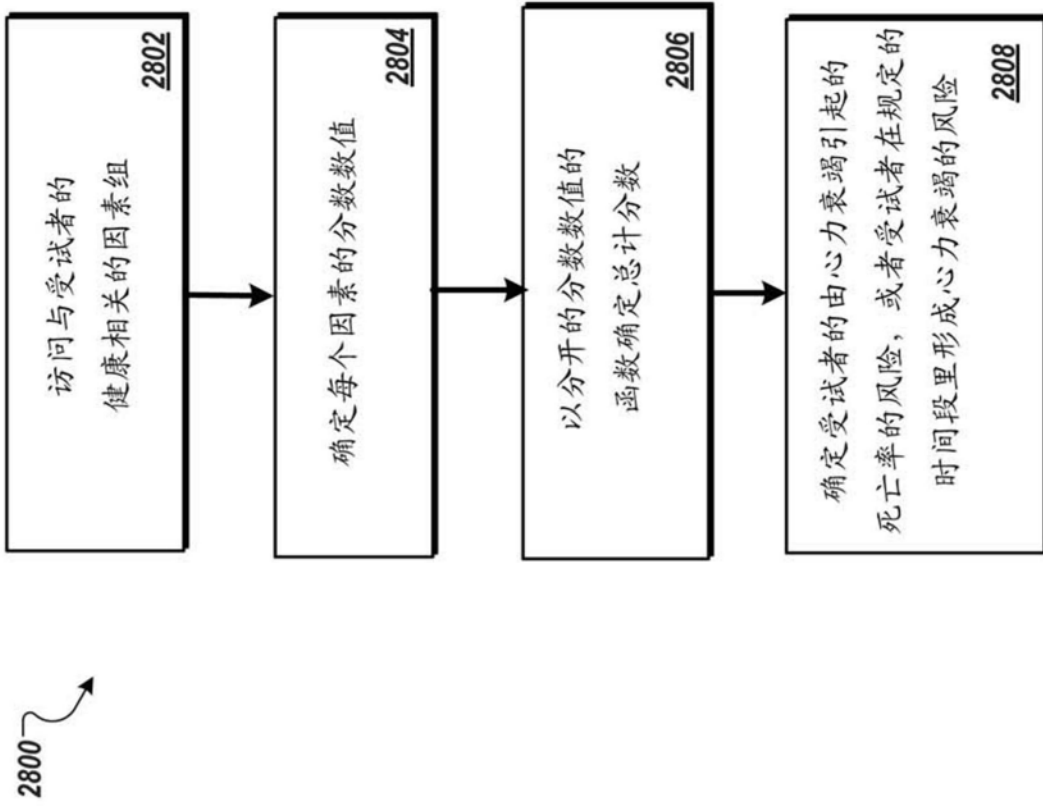 2800
访问与受试者的
健康相关的因素组
2802
确定每个因素的分数数值
2804
以分开的分数数值的
函数确定总计分数
2806
确定受试者的由心力衰竭引起的
死亡率的风险，或者受试者在规定的
时间段里形成心力衰竭的风险
2808